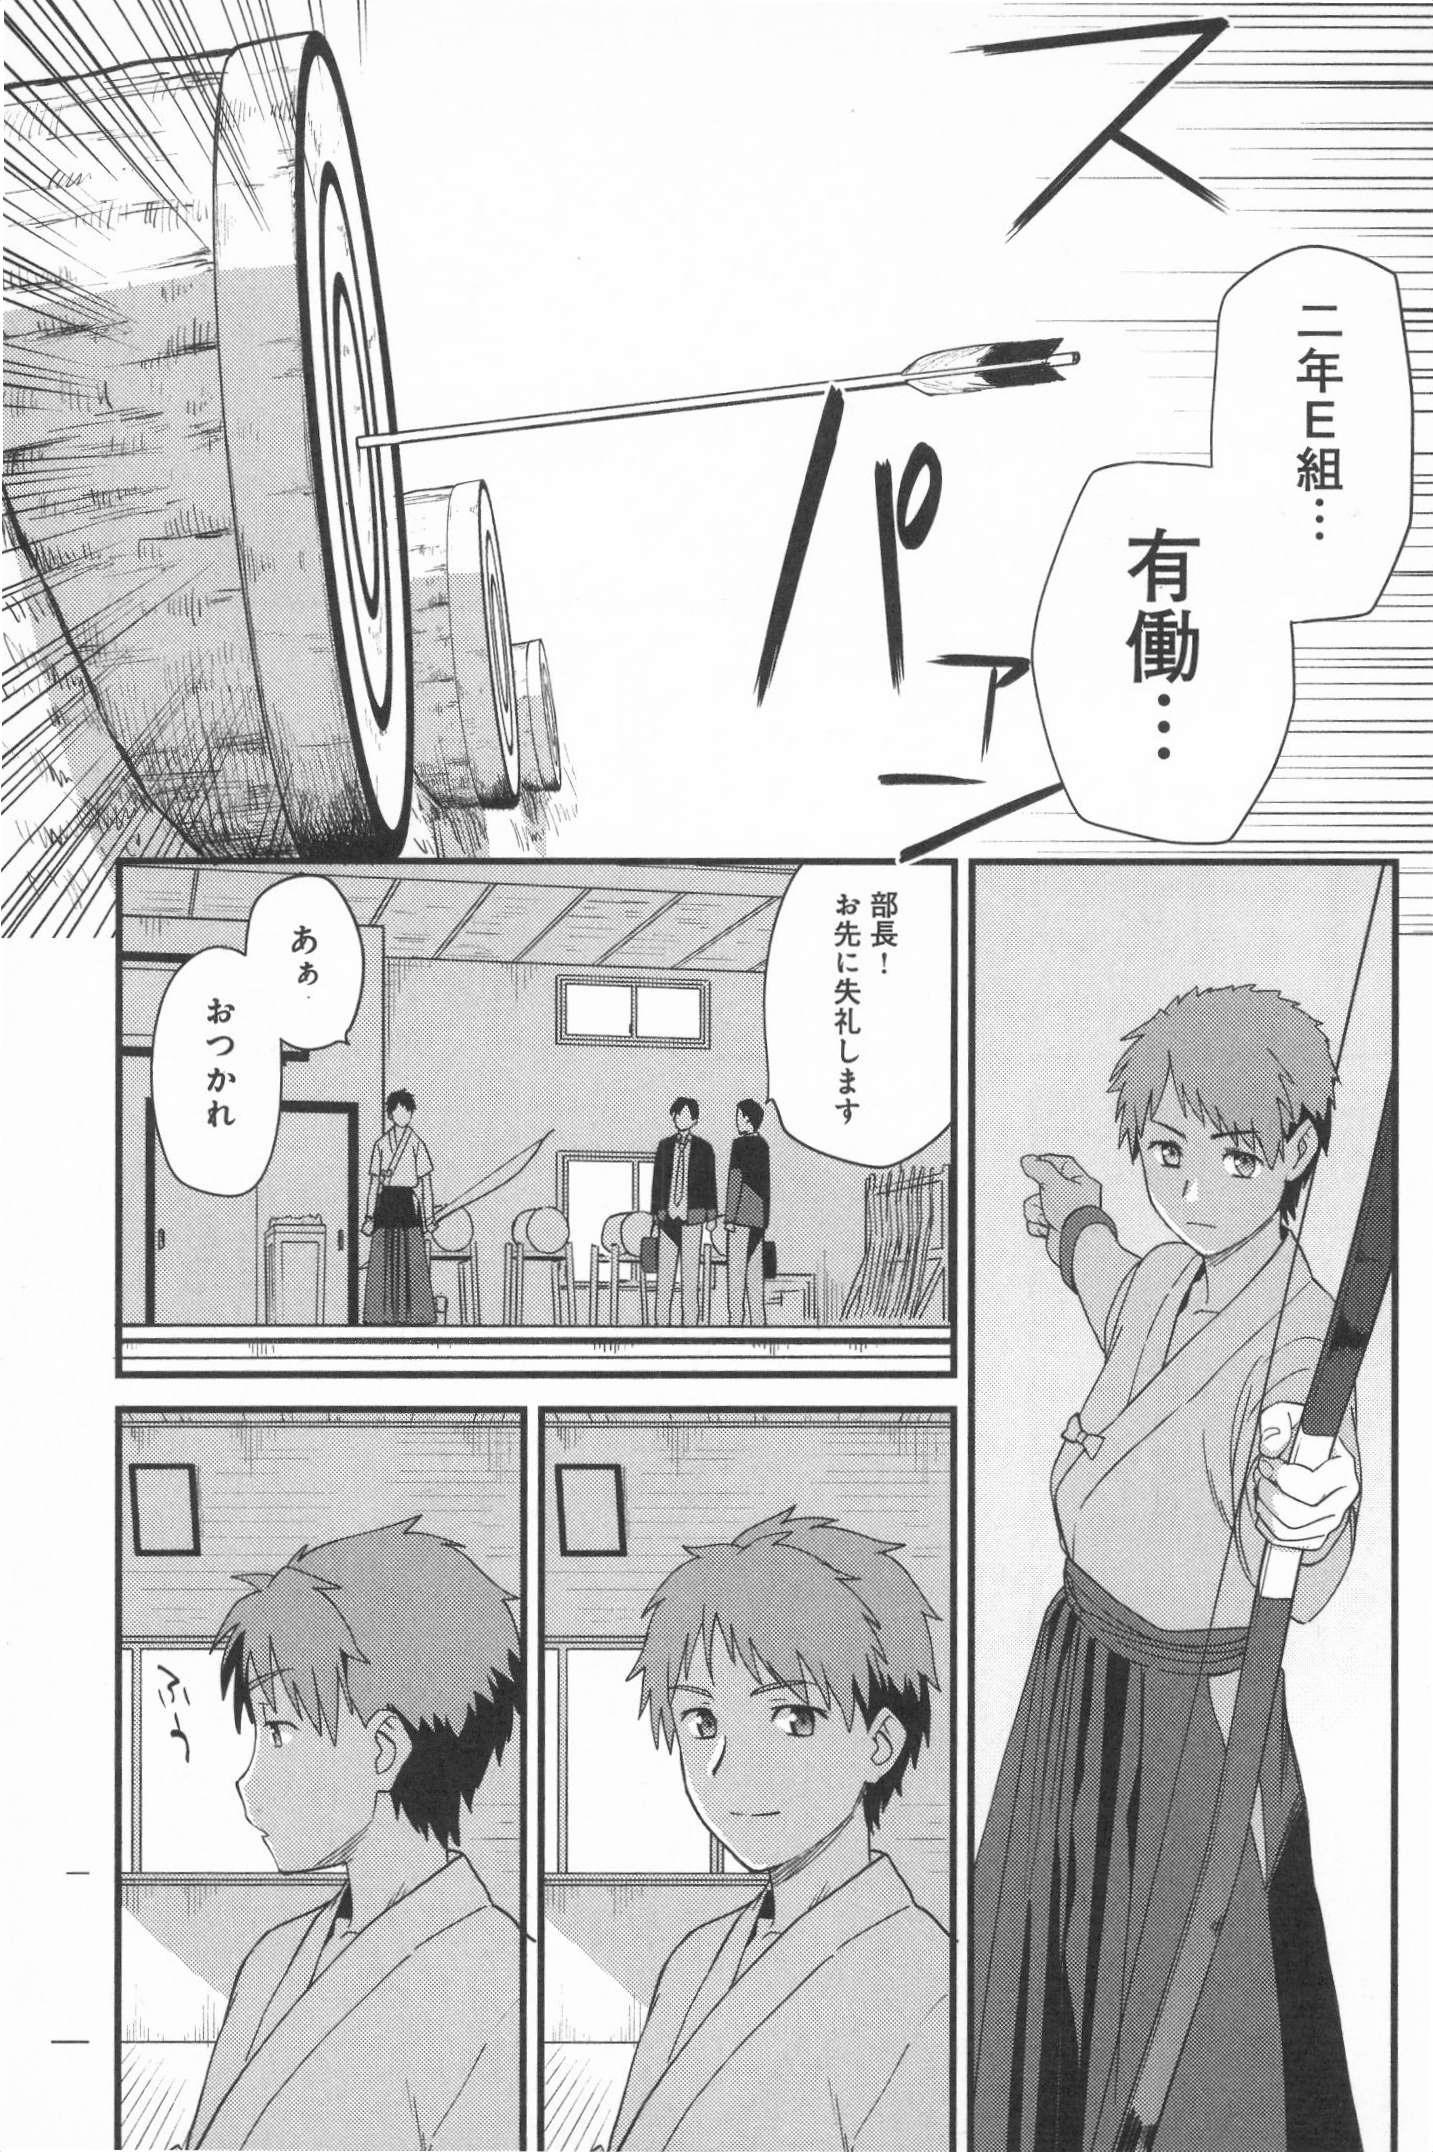 スパァン
二年E組…
有働…
部長！
お先に失礼します
あぁ
おつかれ
ふぅ